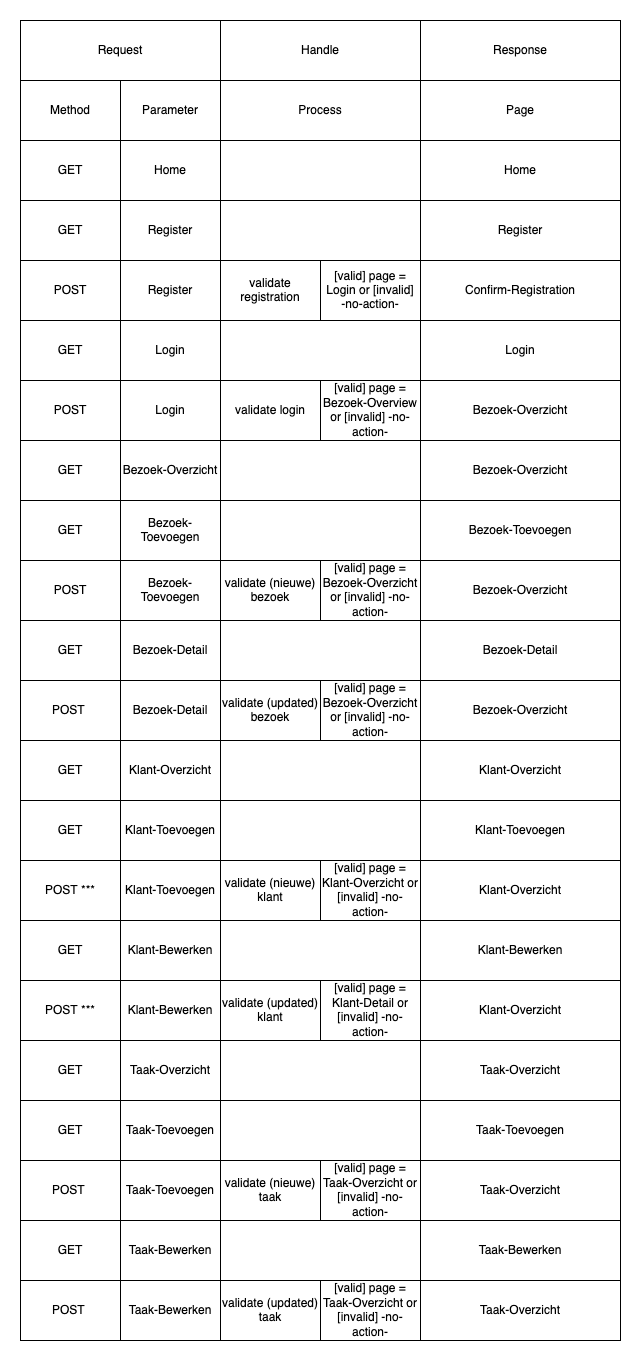 Request Handle Response
Method Parameter Process Page
GET Home Home
GET Register Register
POST Register validate registration [valid] page = Login or [invalid] -no-action- Confirm-Registration
GET Login Login
POST Login validate login [valid] page = Bezoek-Overview or [invalid] -no-action- Bezoek-Overzicht
GET Bezoek-Overzicht Bezoek-Overzicht
GET Bezoek-Toevoegen Bezoek-Toevoegen
POST Bezoek-Toevoegen validate (nieuwe) bezoek [valid] page = Bezoek-Overzicht or [invalid] -no-action- Bezoek-Overzicht
GET Bezoek-Detail Bezoek-Detail
POST Bezoek-Detail validate (updated) bezoek [valid] page = Bezoek-Overzicht or [invalid] -no-action- Bezoek-Overzicht
GET Klant-Overzicht Klant-Overzicht
GET Klant-Toevoegen Klant-Toevoegen
POST *** Klant-Toevoegen validate (nieuwe) klant [valid] page = Klant-Overzicht or [invalid] -no-action- Klant-Overzicht
GET Klant-Bewerken Klant-Bewerken
POST *** Klant-Bewerken validate (updated) klant [valid] page = Klant-Detail or [invalid] -no-action- Klant-Overzicht
GET Taak-Overzicht Taak-Overzicht
GET Taak-Toevoegen Taak-Toevoegen
POST Taak-Toevoegen validate (nieuwe) taak [valid] page = Taak-Overzicht or [invalid] -no-action- Taak-Overzicht
GET Taak-Bewerken Taak-Bewerken
POST Taak-Bewerken validate (updated) taak [valid] page = Taak-Overzicht or [invalid] -no-action- Taak-Overzicht